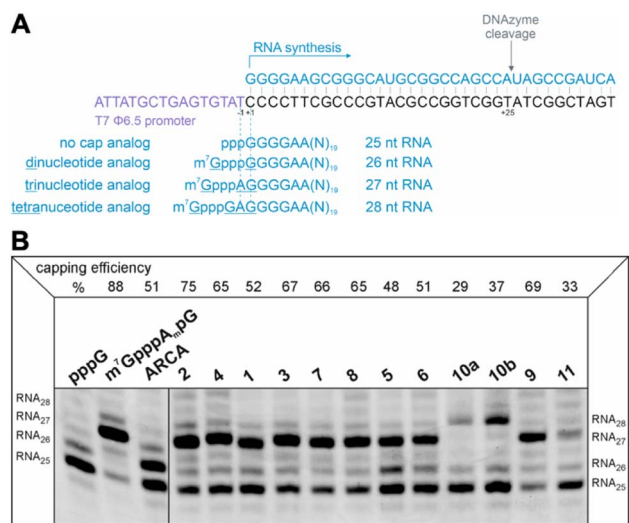 A
DNAzyme
cleavage
RNA synthesis
GGGGAAGCGGGCAUGCGGCCAGCCAUAGCCGAUCA
ATTATGCTGAGTGTATCCCCTTCGCCCGTACGCCGGTCGGTATCGGCTAGT
T7 Φ6.5 promoter
-1 +1
+25
no cap analog pppGGGGAA(N)19 25 nt RNA
dinucleotide analog m7GpppGGGGAA(N)19 26 nt RNA
trinucleotide analog m7GpppAGGGGAA(N)19 27 nt RNA
tetranuceotide analog m7GpppGAGGGGAA(N)19 28 nt RNA
B
capping efficiency
% 88 51 75 65 52 67 66 65 48 51 29 37 69 33
pppG m7GpppAmpG ARCA 2 4 1 3 7 8 5 6 10a 10b 9 11
RNA28 RNA28
RNA27 RNA27
RNA26 RNA26
RNA25 RNA25